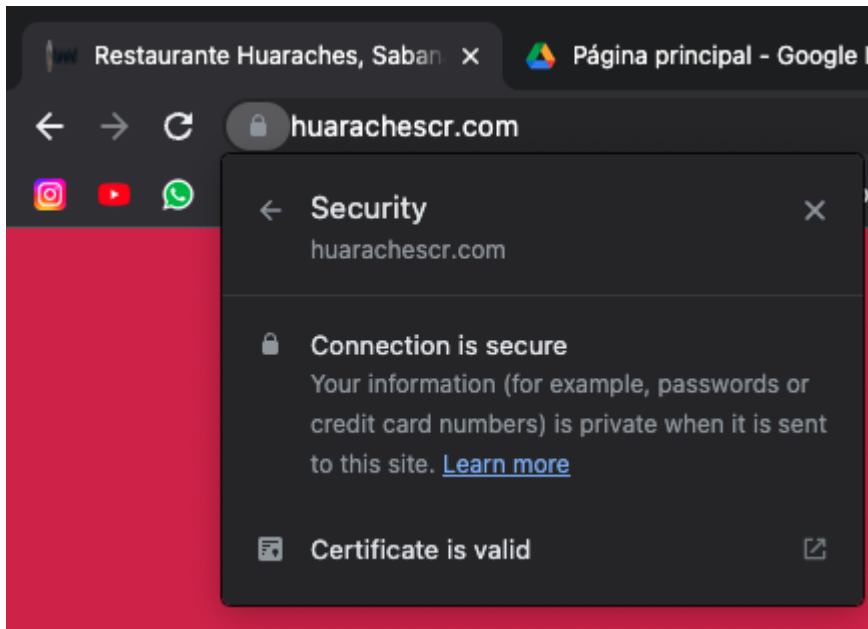 Restaurante Huaraches, Saban
Página principal - Google
huarachescr.com
Security
huarachescr.com
Connection is secure
Your information (for example, passwords or
credit card numbers) is private when it is sent
to this site. Learn more
Certificate is valid